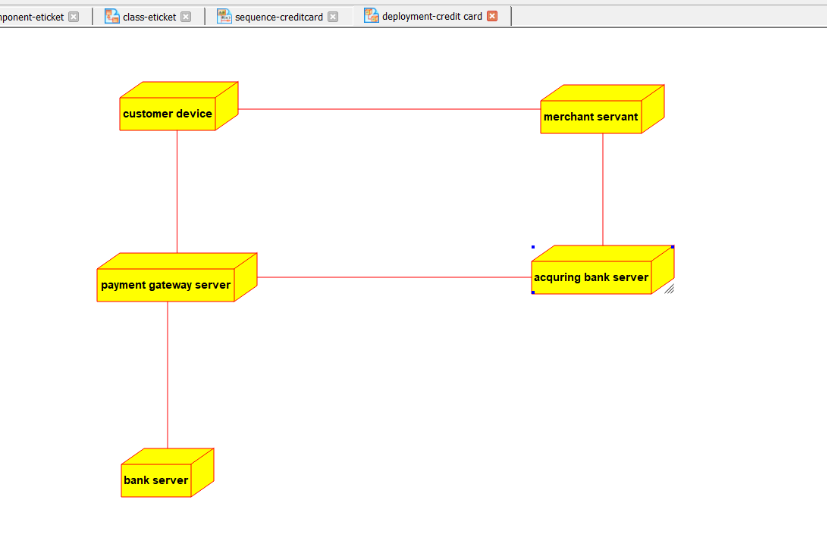 ponent-eticket
class-eticket
sequence-creditcard
deployment-credit card
customer device
merchant servant
payment gateway server
acquring bank server
bank server